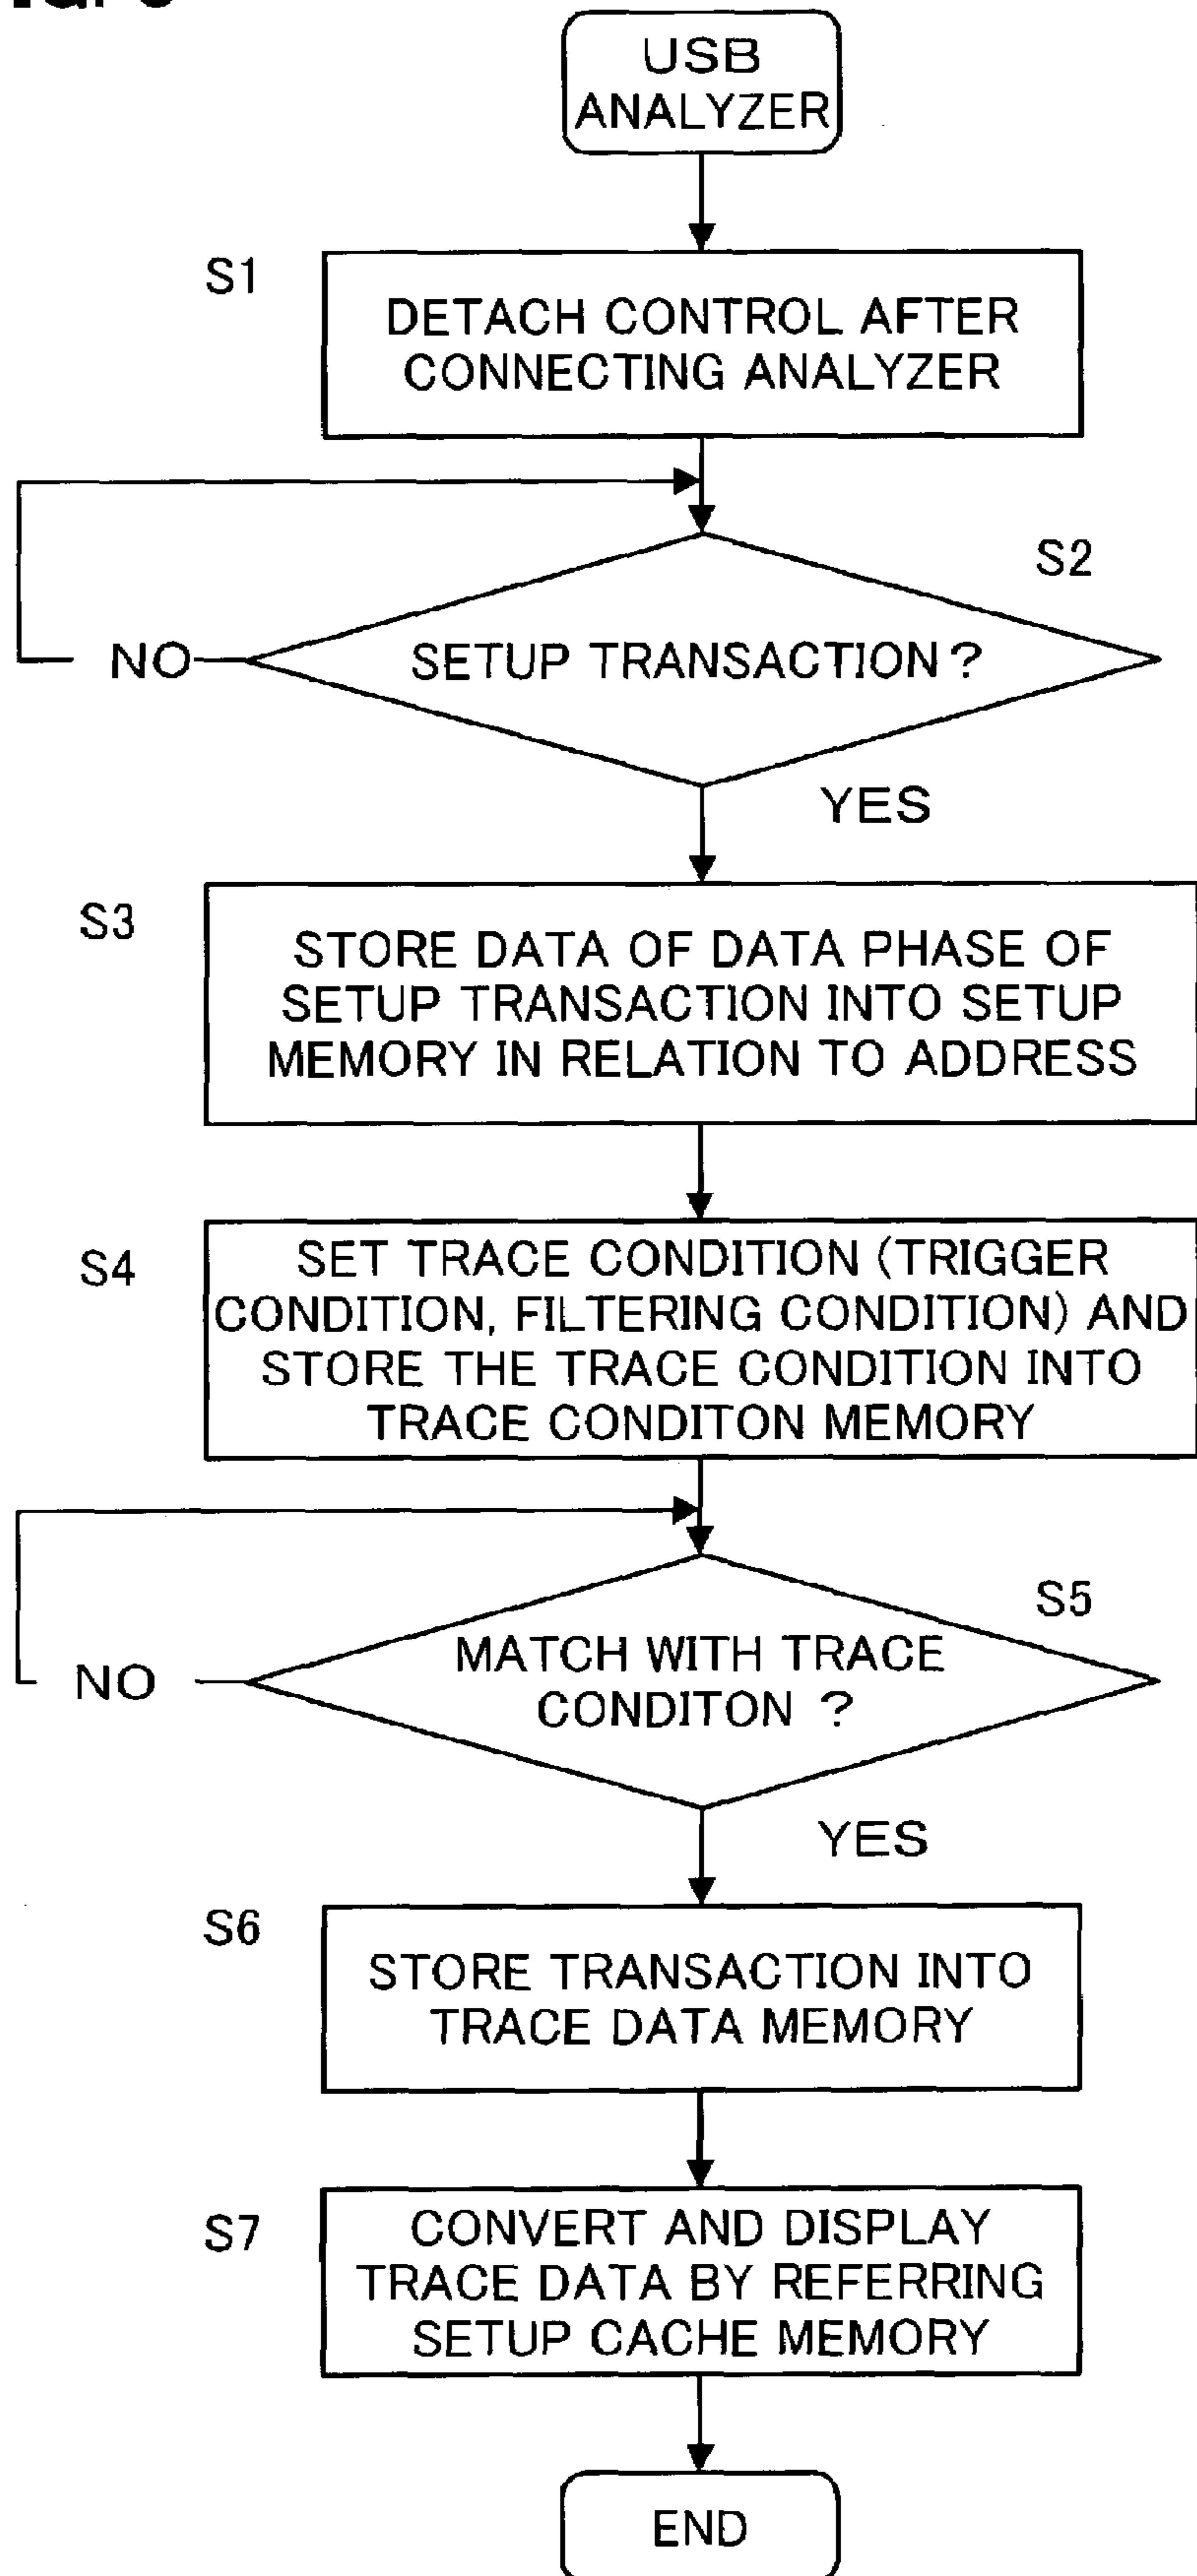 USB
ANALYZER
S1
DETACH CONTROL AFTER
CONNECTING ANALYZER
S2
SETUP TRANSACTION?
NO
YES
S3
STORE DATA OF DATA PHASE OF
SETUP TRANSACTION INTO SETUP
MEMORY IN RELATION TO ADDRESS
S4
SET TRACE CONDITION (TRIGGER
CONDITION, FILTERING CONDITION) AND
STORE THE TRACE CONDITION INTO
TRACE CONDITON MEMORY
S5
MATCH WITH TRACE
CONDITON ?
NO
YES
S6
STORE TRANSACTION INTO
TRACE DATA MEMORY
S7
CONVERT AND DISPLAY
TRACE DATA BY REFERRING
SETUP CACHE MEMORY
END